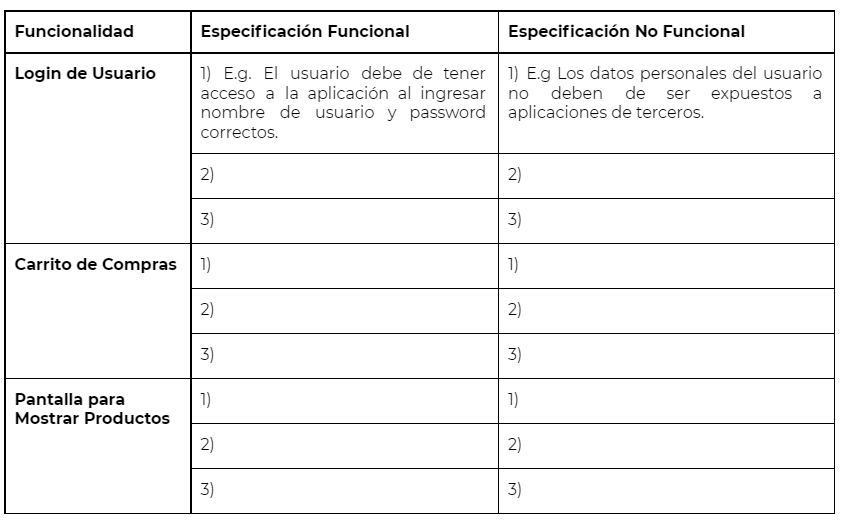 Funcionalidad Especificación Funcional Especificación No Funcional
Login de Usuario 1) E.g. El usuario debe de tener 1) E.g Los datos personales del usuario
acceso a la aplicación al ingresar no deben de ser expuestos a
nombre de usuario y password aplicaciones de terceros.
correctos.
2) 2)
3) 3)
Carrito de Compras 1) 1)
2) 2)
3) 3)
Pantalla para 1) 1)
Mostrar Productos
2) 2)
3) 3)